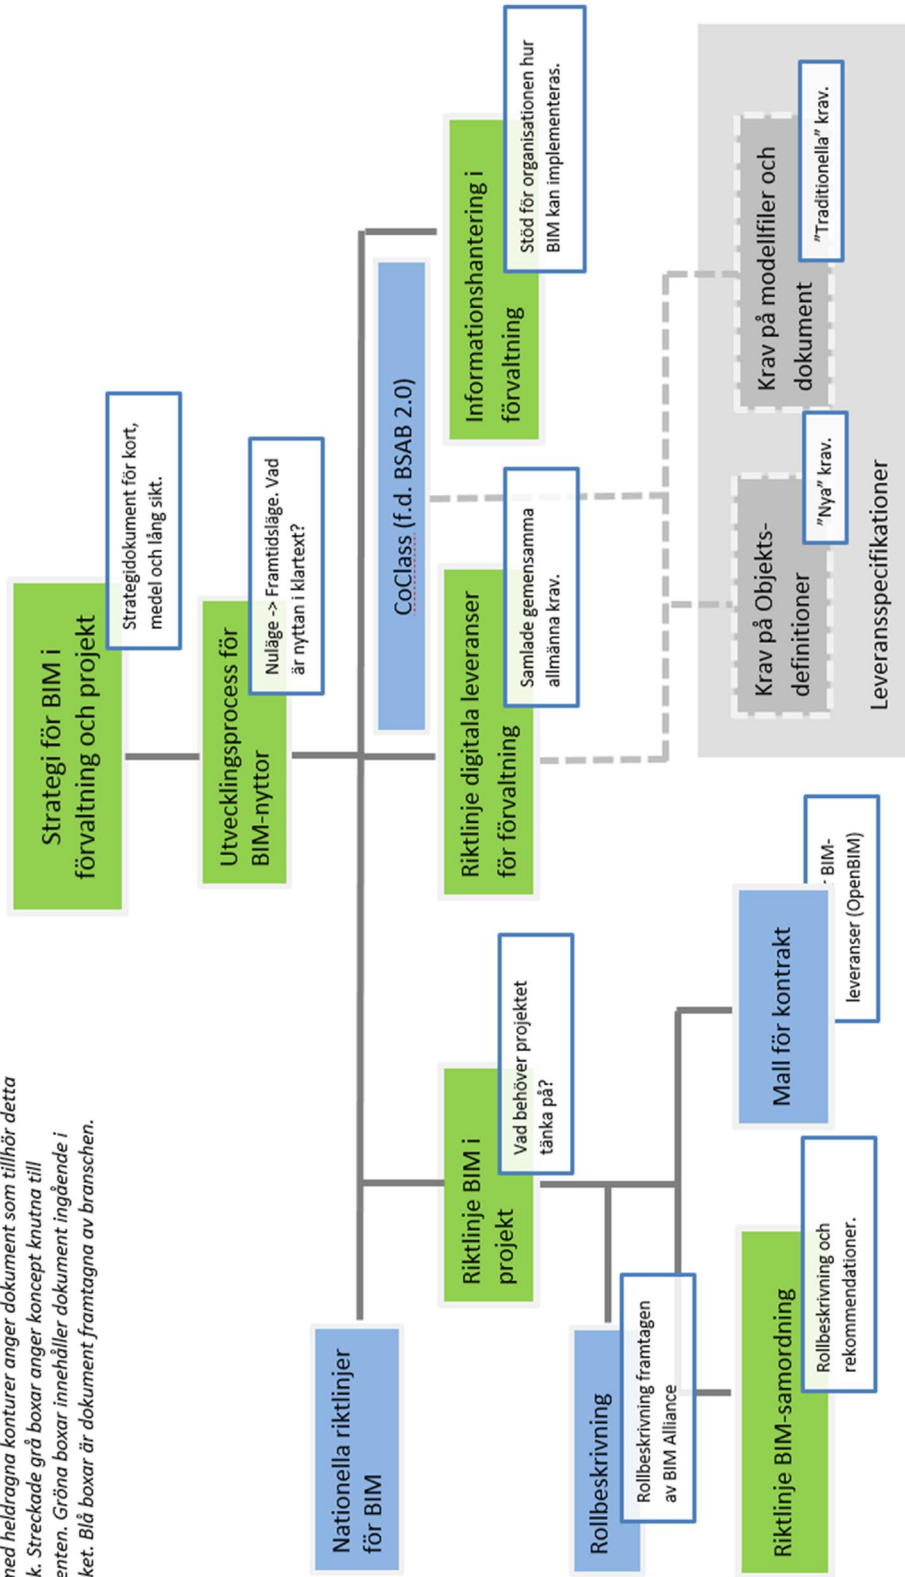 med heldragna konturer anger dokument som tillhör detta
k. Streckade grå boxar anger koncept knutna till
enten. Gröna boxar innehåller dokument ingående i
ket. Blå boxar är dokument framtagna av branschen.
Strategi för BIM i
förvaltning och projekt
Strategidokument för kort,
medel och lång sikt.
Utvecklingsprocess för
BIM-nyttor
Nuläge -> Framtidsläge. Vad
är nyttan i klartext?
Nationella riktlinjer
för BIM
CoClass (f.d. BSAB 2.0)
Riktlinje BIM i
projekt
Vad behöver projektet
tänka på?
Riktlinje digitala leveranser
för förvaltning
Samlade gemensamma
allmänna krav.
Informationshantering i
förvaltning
Stöd för organisationen hur
BIM kan implementeras.
Rollbeskrivning
Rollbeskrivning framtagen
av BIM Alliance
Riktlinje BIM-samordning
Rollbeskrivning och
rekommendationer.
Mall för kontrakt
BIM-
leveranser (OpenBIM)
Krav på Objekts-
definitioner
"Nya" krav.
Krav på modellfiler och
dokument
"Traditionella" krav.
Leveransspecifikationer